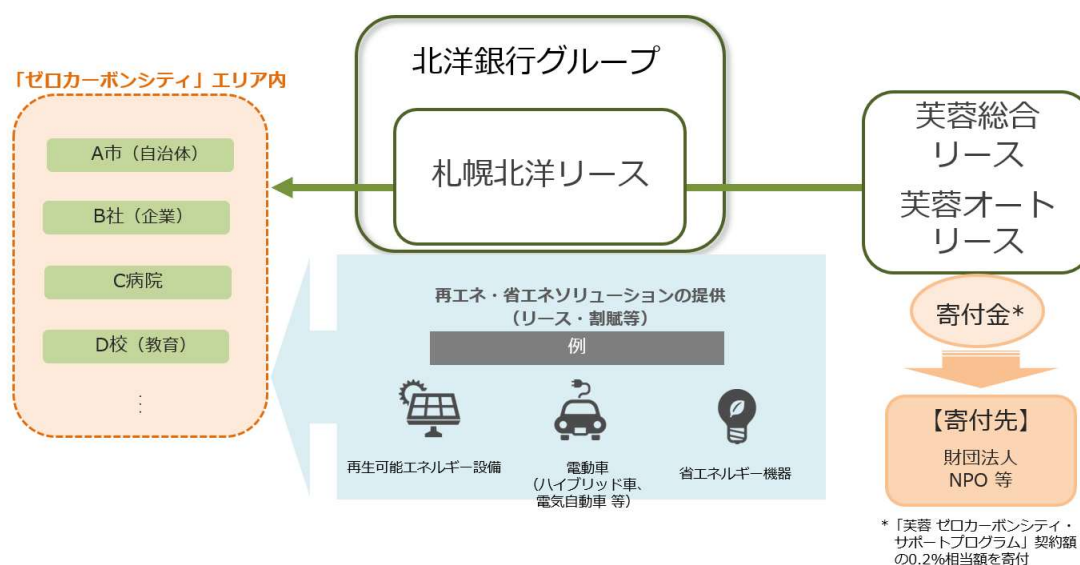 「ゼロカーボンシティ」エリア内
A市（自治体）
B社（企業）
C病院
D校（教育）
⋮
北洋銀行グループ
札幌北洋リース
芙蓉総合
リース
芙蓉オート
リース
再エネ・省エネソリューションの提供
（リース・割賦等）
例
再生可能エネルギー設備
電動車
（ハイブリッド車、
電気自動車 等）
省エネルギー機器
寄付金*
【寄付先】
財団法人
NPO 等
*「芙蓉 ゼロカーボンシティ・
サポートプログラム」契約額
の0.2%相当額を寄付